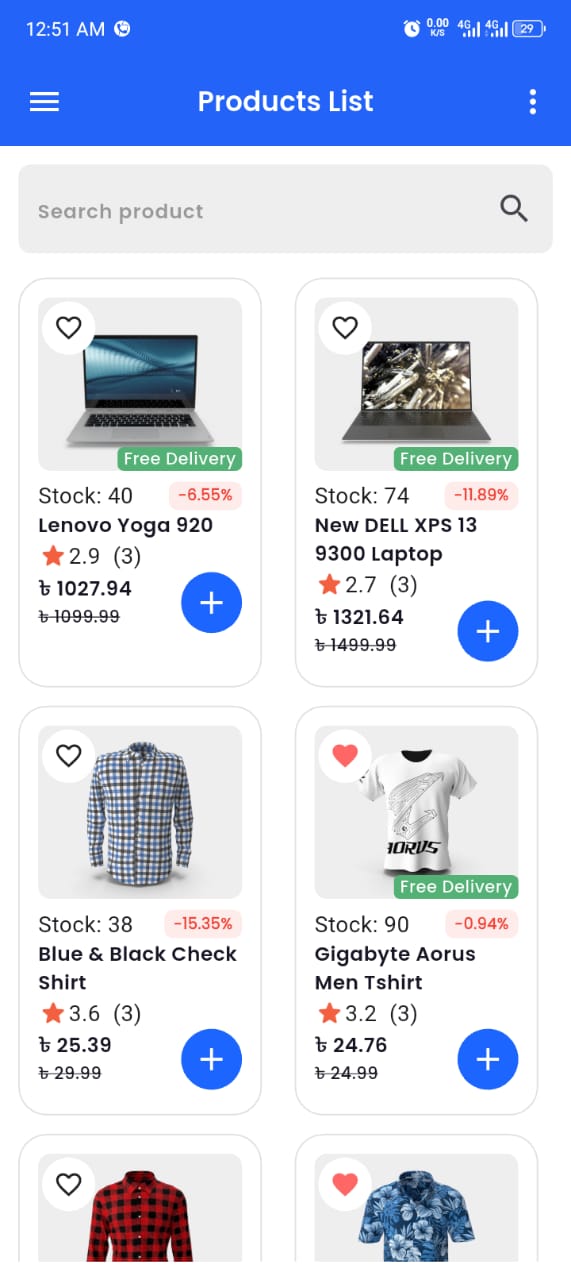 12:51 AM
0.00
K/S
4G
4G
29
Products List
Search product
Free Delivery
Stock: 40
-6.55%
Lenovo Yoga 920
2.9 (3)
৳ 1027.94
৳ 1099.99
Free Delivery
Stock: 74
-11.89%
New DELL XPS 13
9300 Laptop
2.7 (3)
৳ 1321.64
৳ 1499.99
Stock: 38
-15.35%
Blue & Black Check
Shirt
3.6 (3)
৳ 25.39
৳ 29.99
AORUS
Free Delivery
Stock: 90
-0.94%
Gigabyte Aorus
Men Tshirt
3.2 (3)
৳ 24.76
৳ 24.99